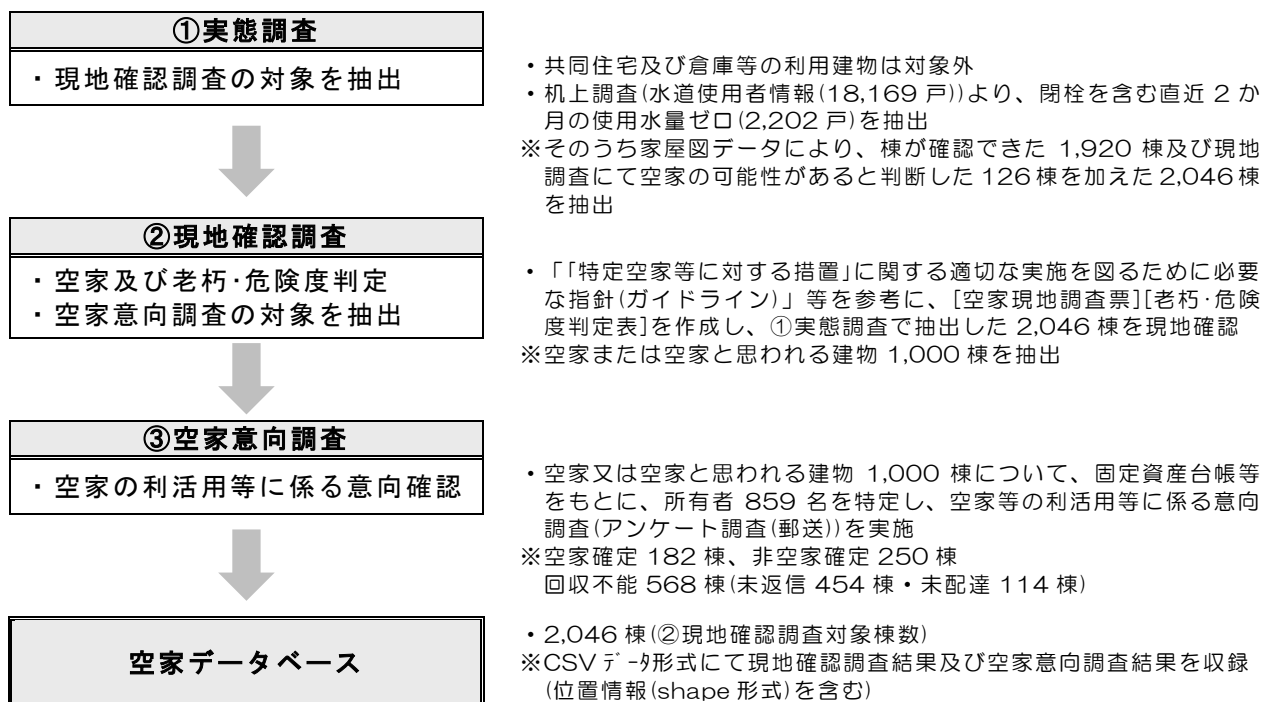 ①実態調査
・現地確認調査の対象を抽出
・共同住宅及び倉庫等の利用建物は対象外
・机上調査(水道使用者情報(18,169 戸))より、閉栓を含む直近 2 か
月の使用水量ゼロ(2,202 戸)を抽出
※そのうち家屋図データにより、棟が確認できた 1,920 棟及び現地
調査にて空家の可能性があると判断した 126 棟を加えた 2,046 棟
を抽出
②現地確認調査
・空家及び老朽・危険度判定
・空家意向調査の対象を抽出
・「「特定空家等に対する措置」に関する適切な実施を図るために必要
な指針(ガイドライン)」等を参考に、[空家現地調査票][老朽・危険
度判定表]を作成し、①実態調査で抽出した 2,046 棟を現地確認
※空家または空家と思われる建物 1,000 棟を抽出
③空家意向調査
・空家の利活用等に係る意向確認
・空家又は空家と思われる建物 1,000 棟について、固定資産台帳等
をもとに、所有者 859 名を特定し、空家等の利活用等に係る意向
調査(アンケート調査(郵送))を実施
※空家確定 182 棟、非空家確定 250 棟
回収不能 568 棟(未返信 454 棟・未配達 114 棟)
空家データベース
・2,046 棟(②現地確認調査対象棟数)
※CSVデータ形式にて現地確認調査結果及び空家意向調査結果を収録
(位置情報(shape 形式)を含む)